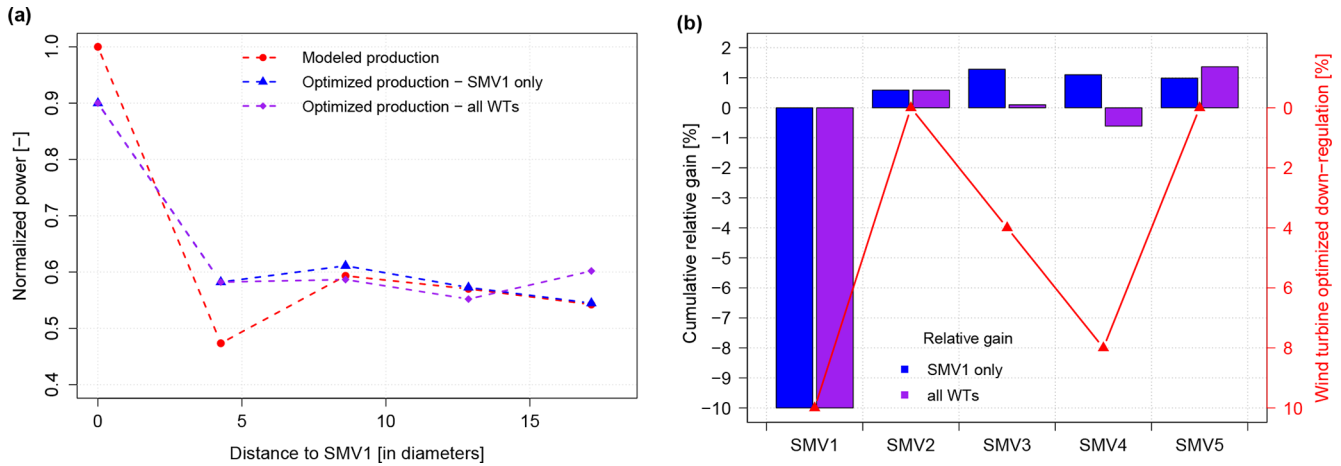 (a)
1.0
0.9
0.8
0.7
0.6
0.5
0.4
Normalized power [−]
Modeled production
Optimized production − SMV1 only
Optimized production − all WTs
0
5
10
15
Distance to SMV1 [in diameters]
(b)
2
1
0
−1
−2
−3
−4
−5
−6
−7
−8
−9
−10
Cumulative relative gain [%]
Relative gain
SMV1 only
all WTs
SMV1
SMV2
SMV3
SMV4
SMV5
0
2
4
6
8
10
Wind turbine optimized down−regulation [%]